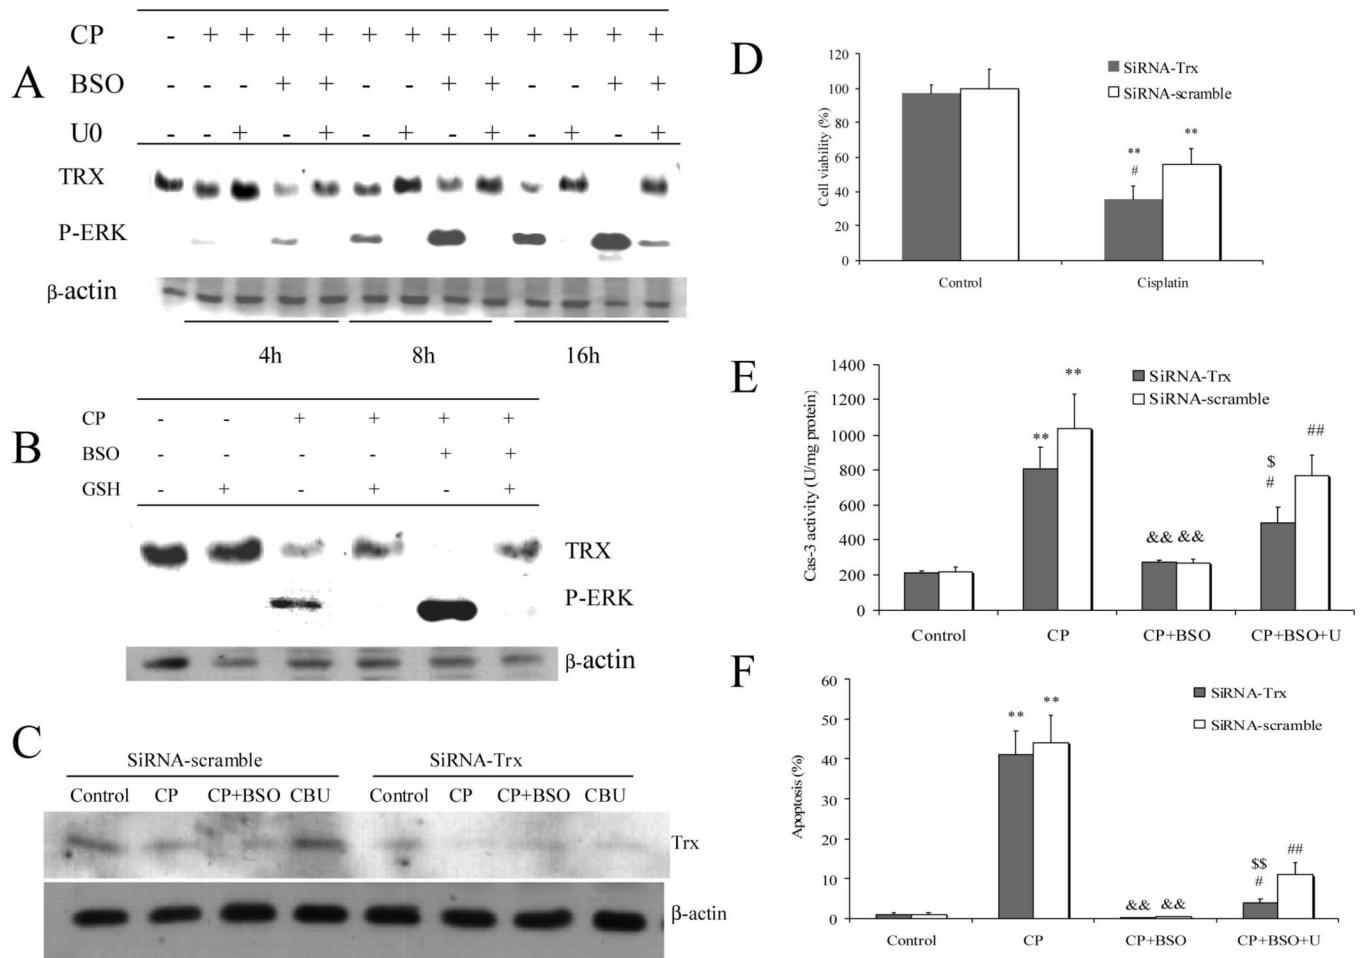 A
CP - + + + + + + + + + + + +
BSO - - - + + - - + + - - + +
U0 - - + - + - + - + - + - +
TRX
P-ERK
β-actin
4h 8h 16h
B
CP - - + + + +
BSO - - - - + +
GSH - + - + - +
TRX
P-ERK
β-actin
C
SiRNA-scramble SiRNA-Trx
Control CP CP+BSO CBU Control CP CP+BSO CBU
Trx
β-actin
D
Cell viability (%)
120
100
80
60
40
20
0
SiRNA-Trx
SiRNA-scramble
**
#
**
Control Cisplatin
E
Cas-3 activity (U/mg protein)
1400
1200
1000
800
600
400
200
0
SiRNA-Trx
SiRNA-scramble
** **
&& &&
$
#
##
Control CP CP+BSO CP+BSO+U
F
Apoptosis (%)
60
50
40
30
20
10
0
SiRNA-Trx
SiRNA-scramble
** **
&& &&
$$
#
##
Control CP CP+BSO CP+BSO+U